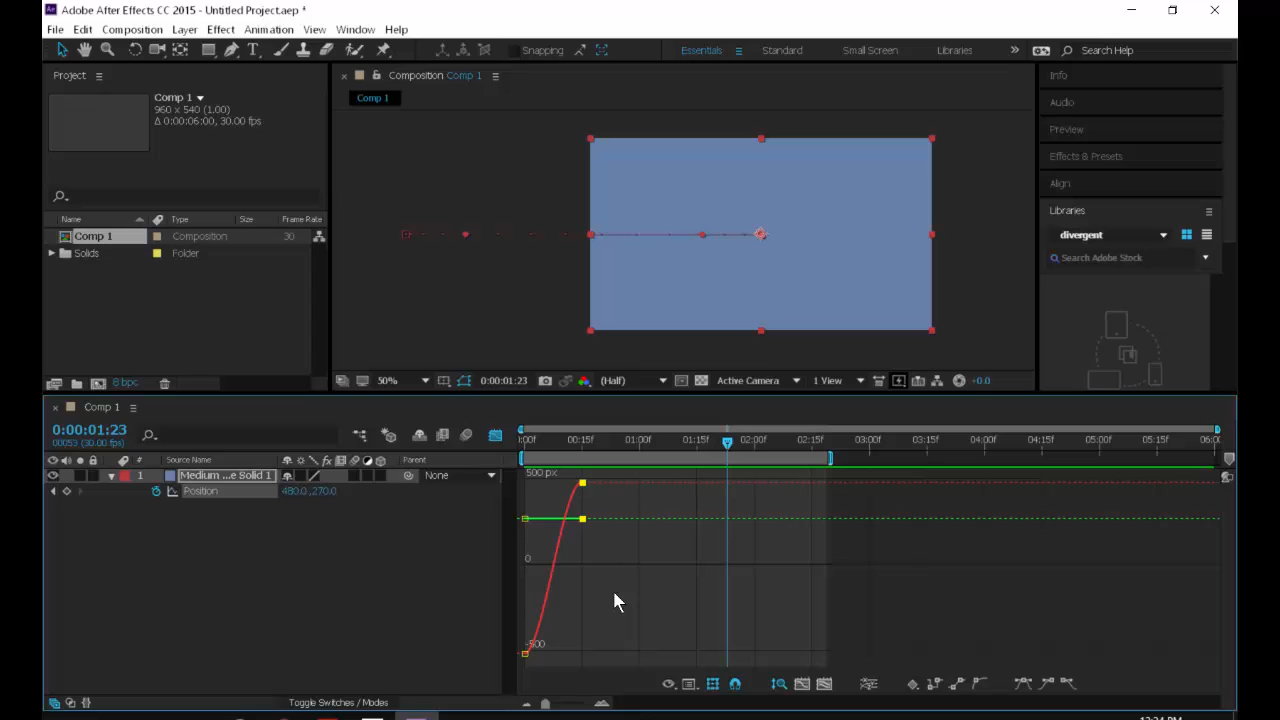 Ae Adobe After Effects CC 2015 - Untitled Project.aep *
File Edit Composition Layer Effect Animation View Window Help
Snapping Essentials Standard Small Screen Libraries Search Help
Project
Composition Comp 1
Info
Comp 1
960 x 540 (1.00)
Δ 0:00:06:00, 30.00 fps
Comp 1
Audio
Preview
Effects & Presets
Align
Name Type Size Frame Rate
Comp 1 Composition 30
Solids Folder
Libraries
divergent
Search Adobe Stock
8 bpc
50% 0:00:01:23 (Half) Active Camera 1 View +0.0
Comp 1
0:00:01:23
00053 (30.00 fps)
:00f 00:15f 01:00f 01:15f 02:00f 02:15f 03:00f 03:15f 04:00f 04:15f 05:00f 05:15f 06:0
# Source Name Parent
1 Medium ...e Solid 1 None
Position 480.0,270.0
500 px
0
-500
Toggle Switches / Modes